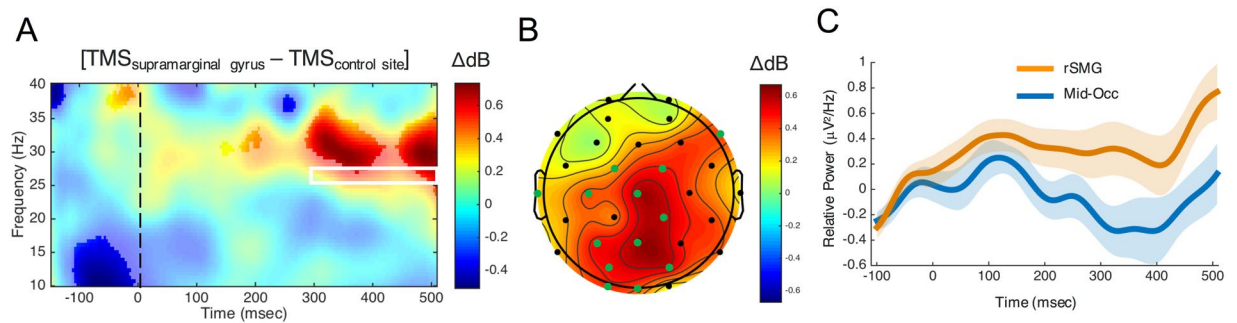 A
[TMS supramarginal gyrus – TMS control site]
ΔdB
40
35
30
25
20
15
10
Frequency (Hz)
-100 0 100 200 300 400 500
Time (msec)
0.6
0.4
0.2
0
-0.2
-0.4
B
ΔdB
0.6
0.4
0.2
0
-0.2
-0.4
-0.6
C
rSMG
Mid-Occ
1
0.8
0.6
0.4
0.2
0
-0.2
-0.4
-0.6
Relative Power (μV²/Hz)
-100 0 100 200 300 400 500
Time (msec)